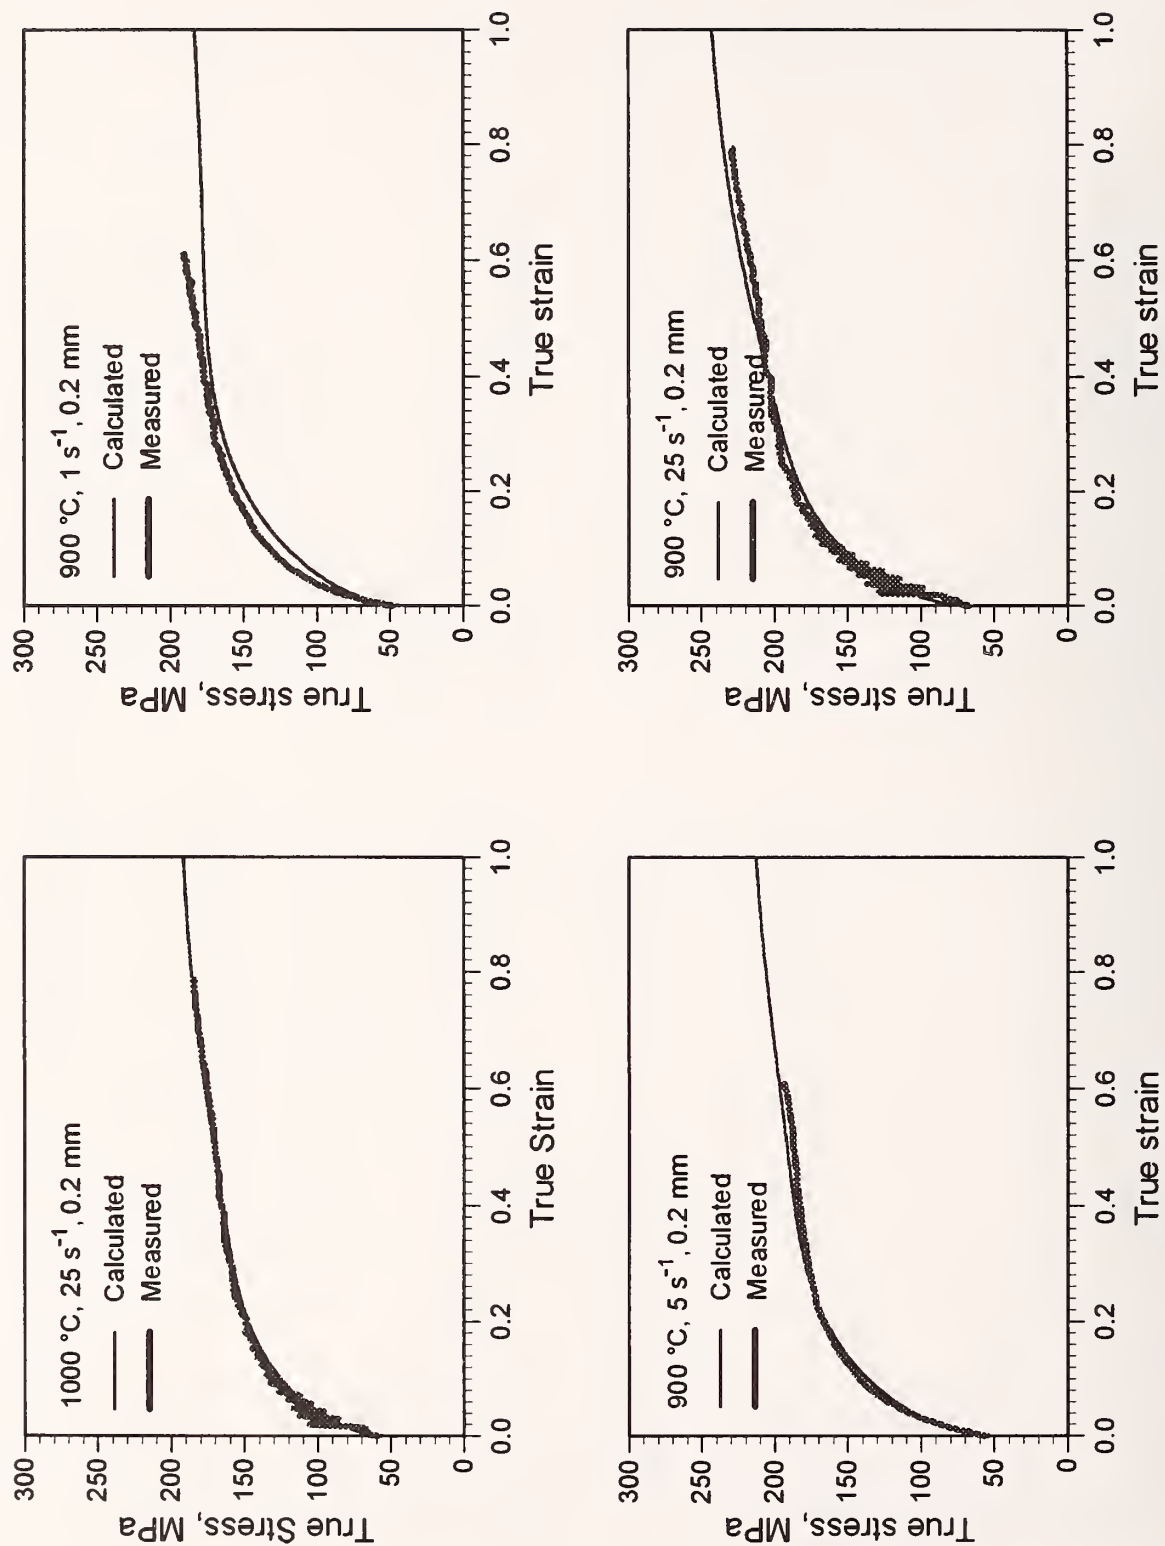 1000 °C, 25 s⁻¹, 0.2 mm
Calculated
Measured
True Stress, MPa
300
250
200
150
100
50
0
0.0 0.2 0.4 0.6 0.8 1.0
True Strain
900 °C, 1 s⁻¹, 0.2 mm
Calculated
Measured
True stress, MPa
300
250
200
150
100
50
0
0.0 0.2 0.4 0.6 0.8 1.0
True strain
900 °C, 5 s⁻¹, 0.2 mm
Calculated
Measured
True stress, MPa
300
250
200
150
100
50
0
0.0 0.2 0.4 0.6 0.8 1.0
True strain
900 °C, 25 s⁻¹, 0.2 mm
Calculated
Measured
True stress, MPa
300
250
200
150
100
50
0
0.0 0.2 0.4 0.6 0.8 1.0
True strain